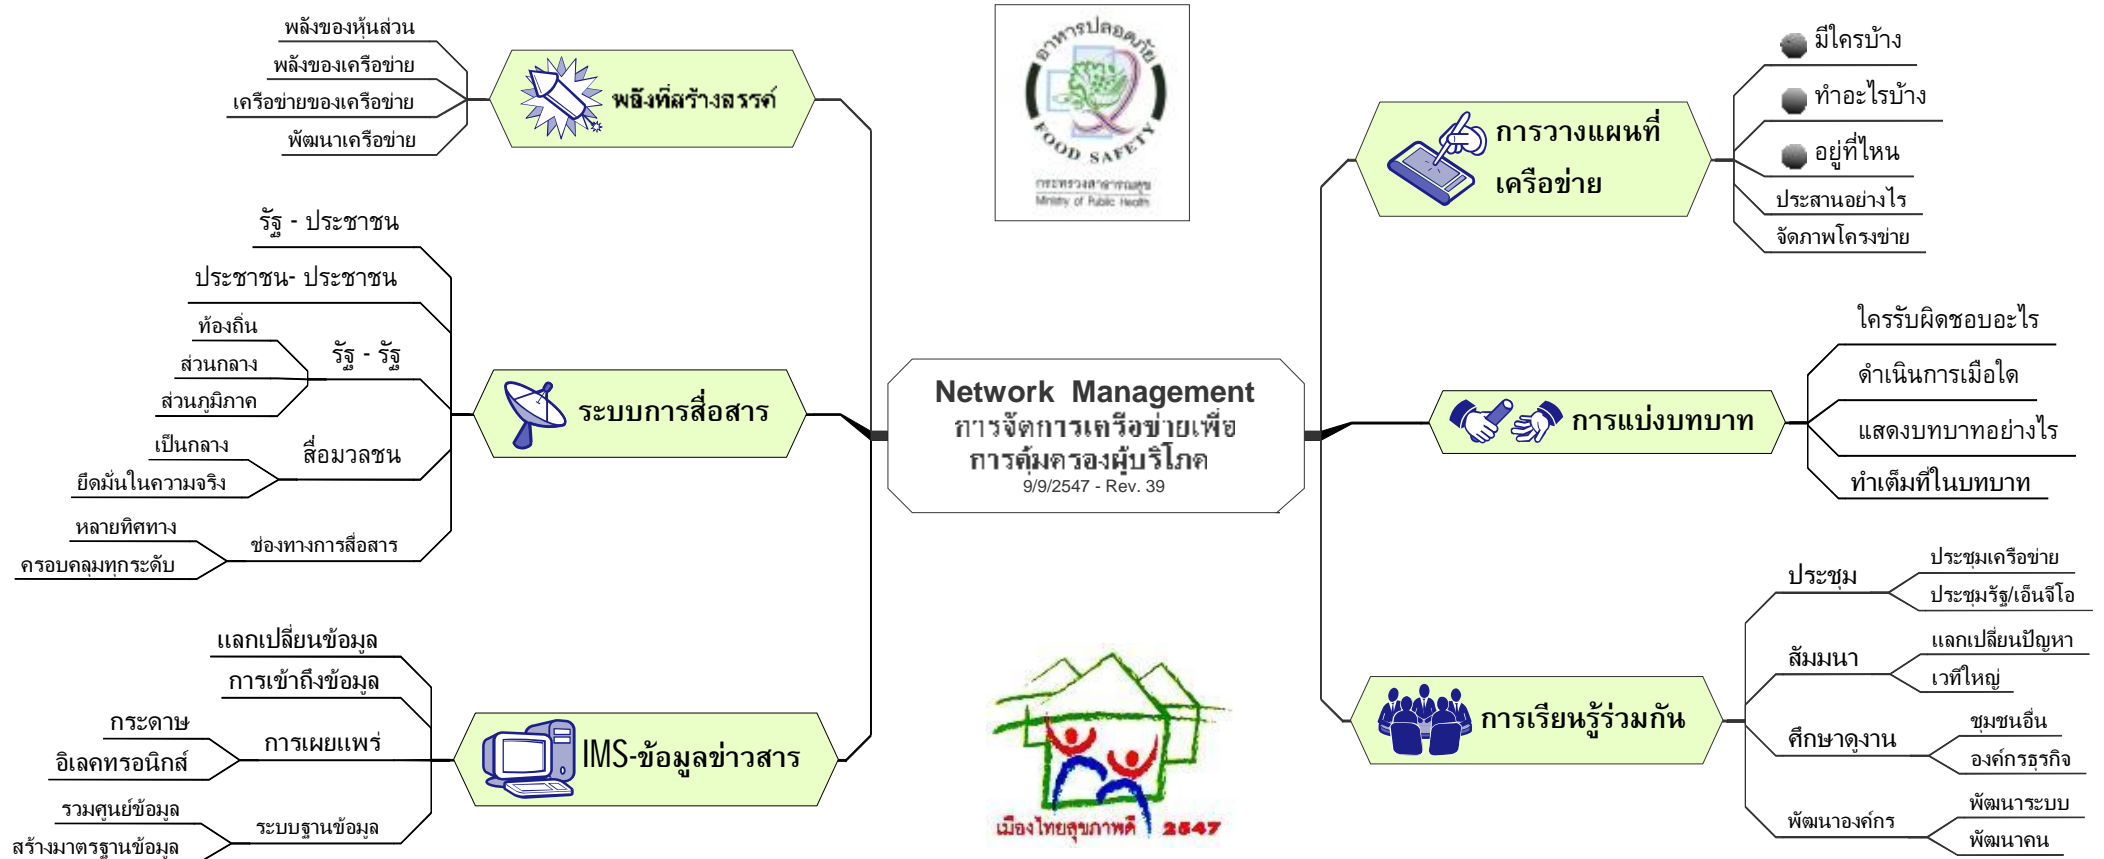 พลังของหุ้นส่วน
พลังของเครือข่าย
เครือข่ายของเครือข่าย
พัฒนาเครือข่าย
พลังที่สร้างสรรค์
รัฐ - ประชาชน
ประชาชน- ประชาชน
ท้องถิ่น
ส่วนกลาง
ส่วนภูมิภาค
รัฐ - รัฐ
เป็นกลาง
ยึดมั่นในความจริง
สื่อมวลชน
หลายทิศทาง
ครอบคลุมทุกระดับ
ช่องทางการสื่อสาร
ระบบการสื่อสาร
แลกเปลี่ยนข้อมูล
การเข้าถึงข้อมูล
กระดาษ
อิเลคทรอนิกส์
การเผยแพร่
รวมศูนย์ข้อมูล
สร้างมาตรฐานข้อมูล
ระบบฐานข้อมูล
IMS-ข้อมูลข่าวสาร
อาหารปลอดภัย
FOOD SAFETY
กระทรวงสาธารณสุข
Ministry of Public Health
Network Management
การจัดการเครือข่ายเพื่อ
การคุ้มครองผู้บริโภค
9/9/2547 - Rev. 39
เมืองไทยสุขภาพดี 2547
การวางแผนที่
เครือข่าย
มีใครบ้าง
ทำอะไรบ้าง
อยู่ที่ไหน
ประสานอย่างไร
จัดภาพโครงข่าย
การแบ่งบทบาท
ใครรับผิดชอบอะไร
ดำเนินการเมื่อใด
แสดงบทบาทอย่างไร
ทำเต็มที่ในบทบาท
การเรียนรู้ร่วมกัน
ประชุม
ประชุมเครือข่าย
ประชุมรัฐ/เอ็นจีโอ
สัมมนา
แลกเปลี่ยนปัญหา
เวทีใหญ่
ศึกษาดูงาน
ชุมชนอื่น
องค์กรธุรกิจ
พัฒนาองค์กร
พัฒนาระบบ
พัฒนาคน